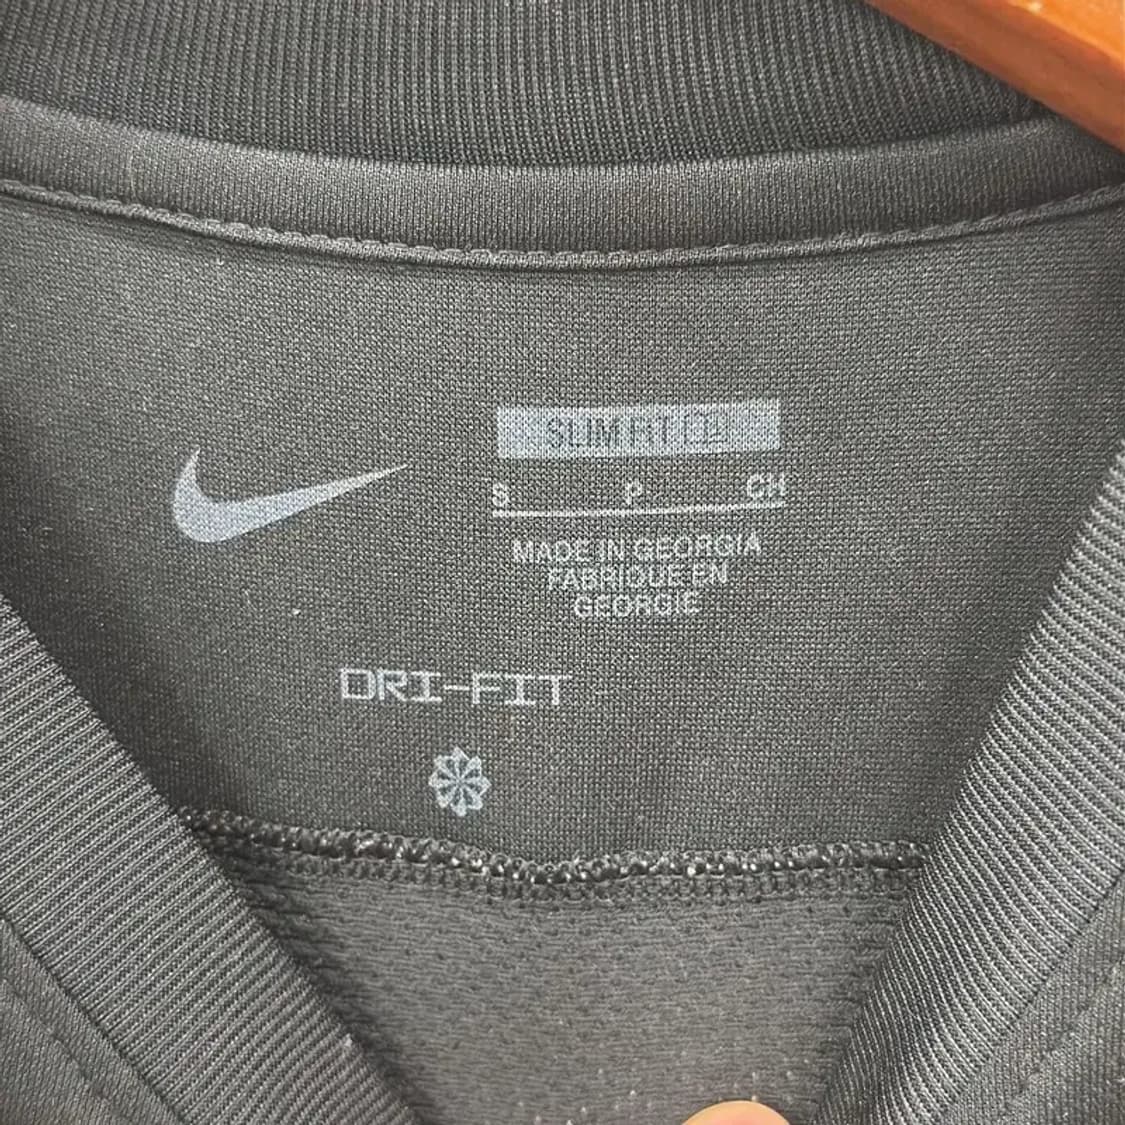 SLIM FIT
S P CH
MADE IN GEORGIA
FABRIQUE EN
GEORGIE
DRI-FIT